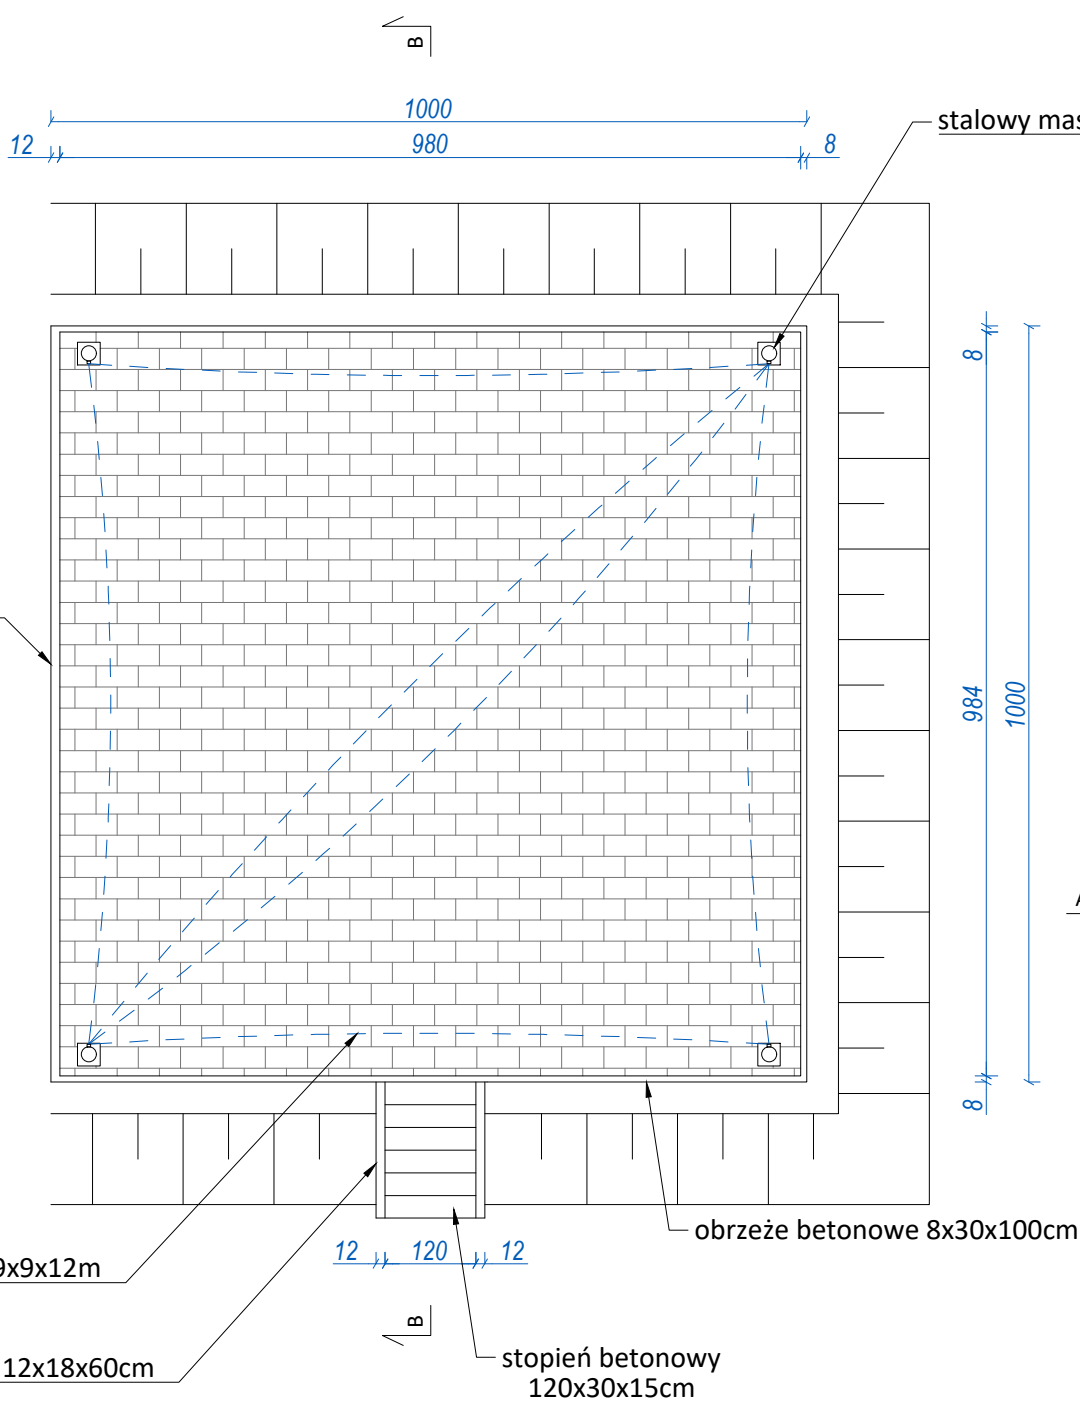 B
1000
12
980
8
stalowy mas
8
984
1000
8
A
12
120
12
obrzeże betonowe 8x30x100cm
9x9x12m
B
12x18x60cm
stopień betonowy
120x30x15cm